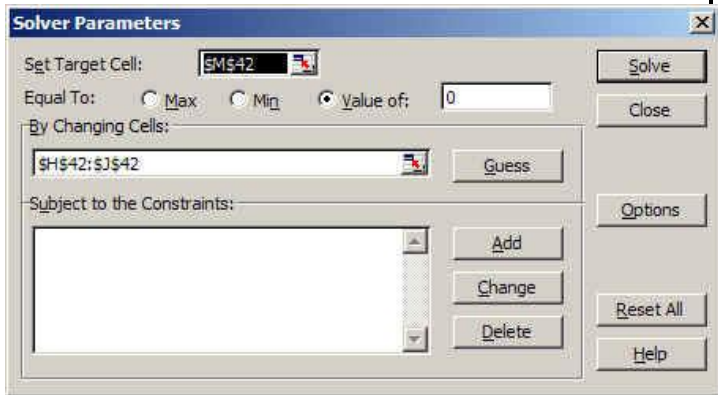 Solver Parameters
Set Target Cell: $M$42
Solve
Equal To: Max Min Value of: 0
Close
By Changing Cells:
$H$42:$J$42
Guess
Subject to the Constraints:
Options
Add
Change
Reset All
Delete
Help